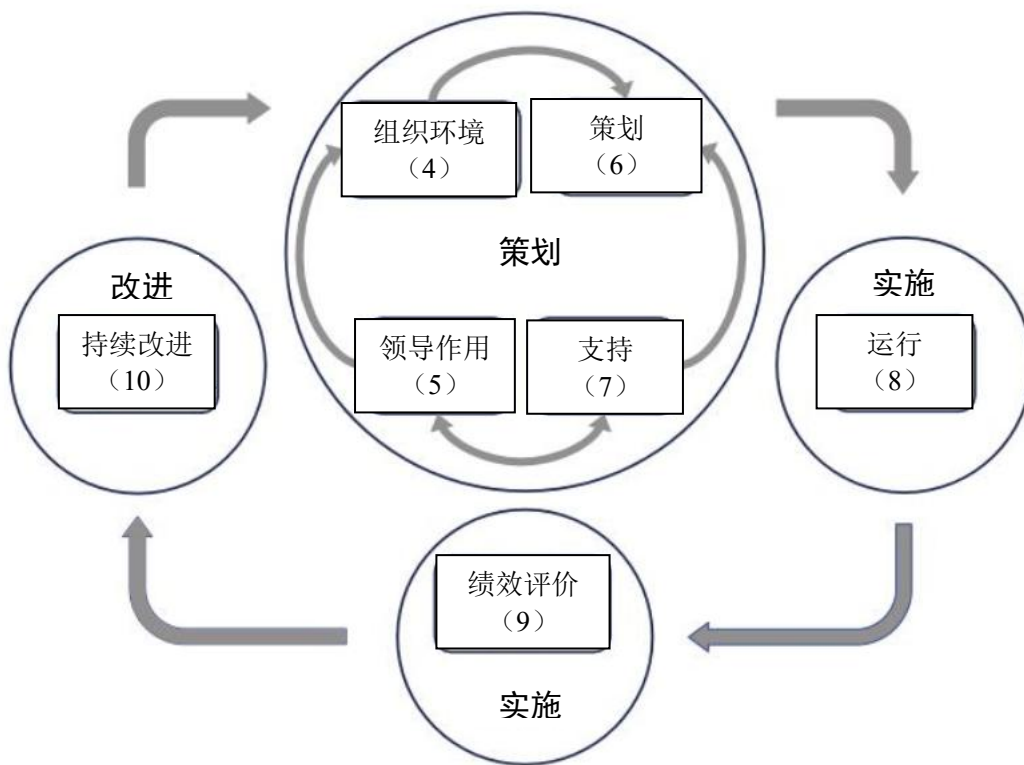 组织环境
（4）
策划
（6）
策划
领导作用
（5）
支持
（7）
改进
持续改进
（10）
实施
运行
（8）
绩效评价
（9）
实施